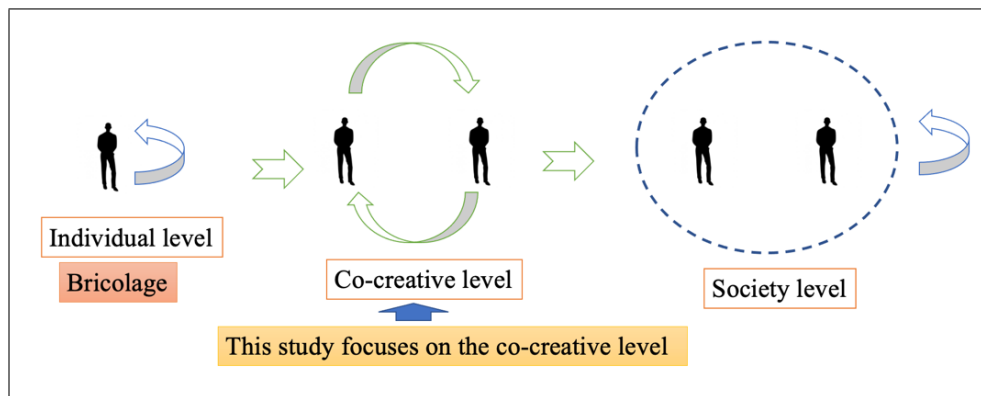 Individual level
Bricolage
Co-creative level
Society level
This study focuses on the co-creative level